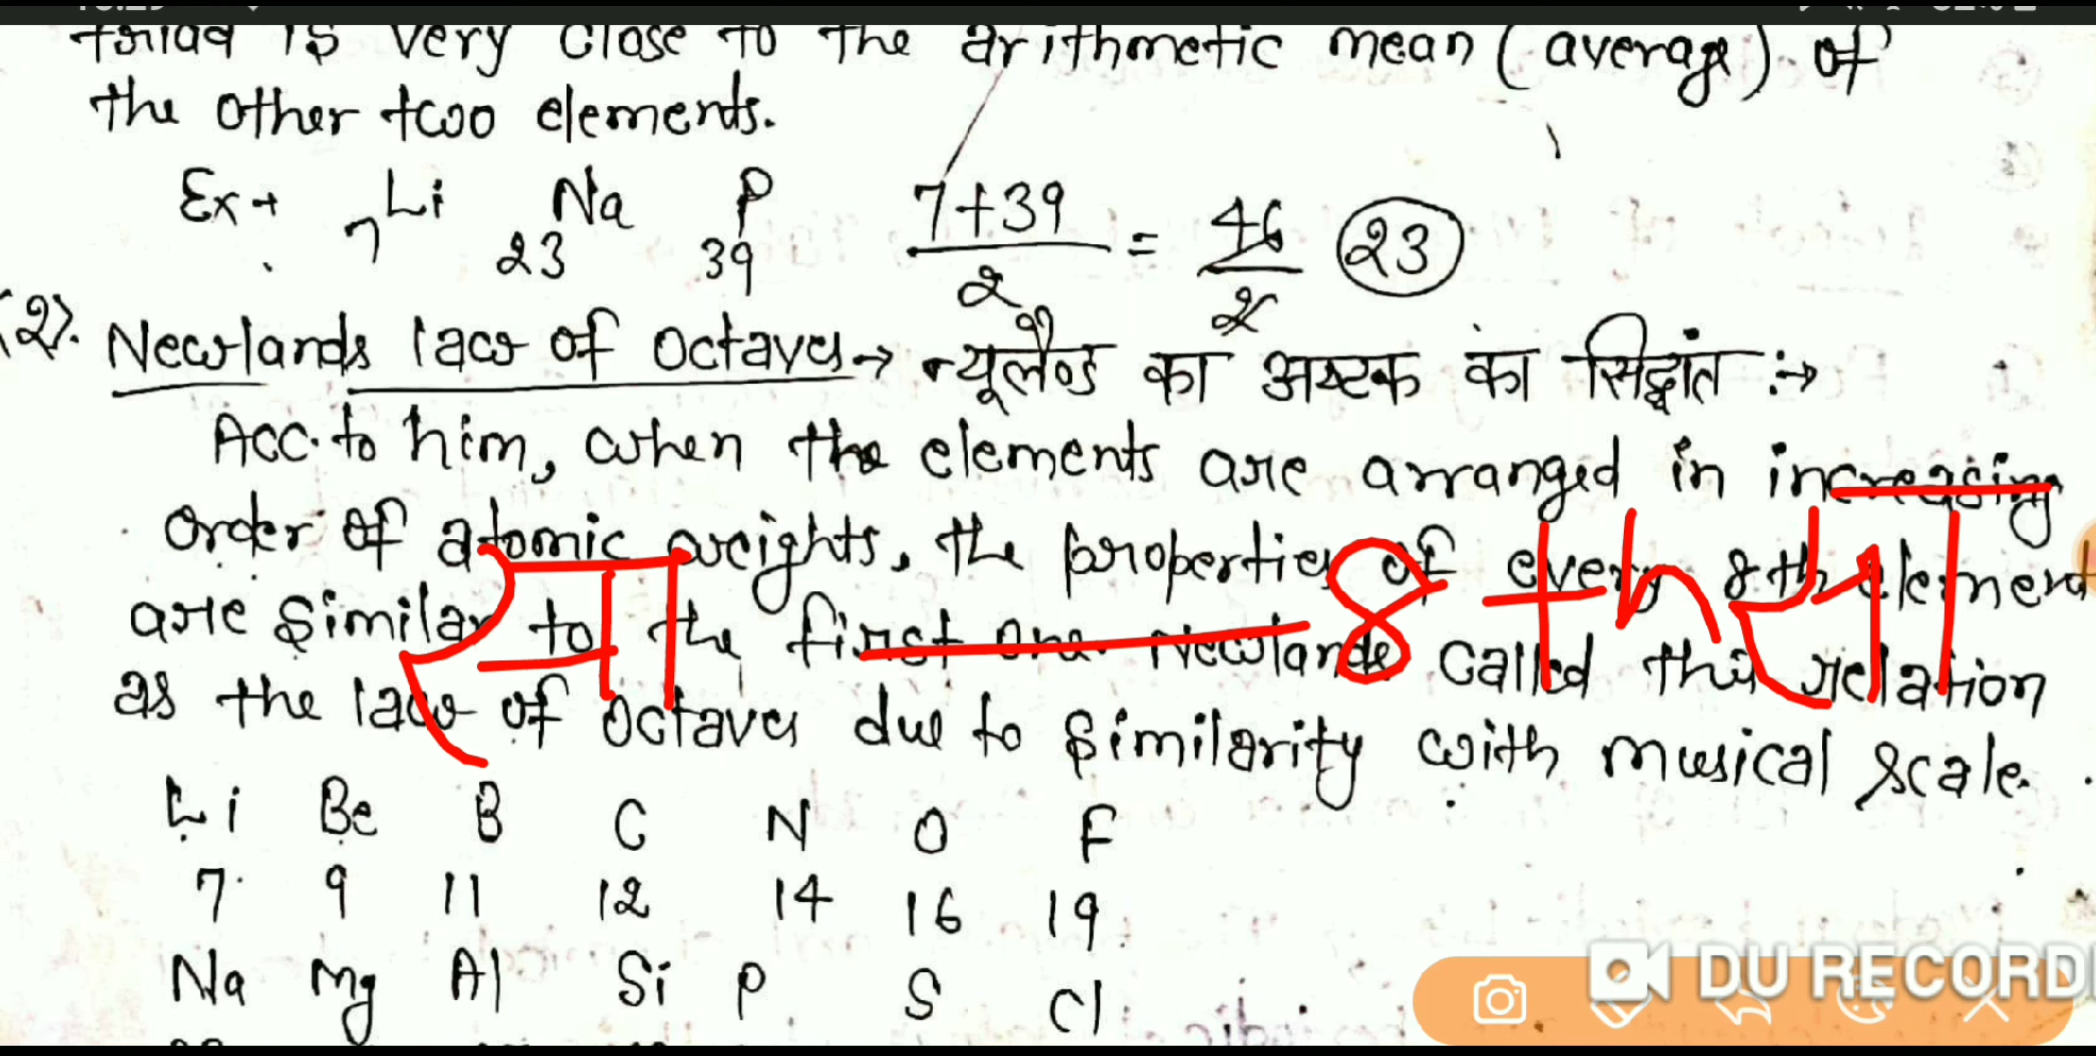 is very close to the arithmetic mean (average) of
the other two elements.
Ex→ 7Li 23Na 39P 7+39/2 = 46/2 23
(2). Newlands law of Octaves→ न्यूलैण्ड का अष्टक का सिद्धांत :→
Acc. to him, when the elements are arranged in increasing
order of atomic weights, the properties of every 8th element
सा 8th सा
are similar to the first one. Newlands called this relation
as the law of octaves due to similarity with musical scale.
Li Be B C N O F
7 9 11 12 14 16 19
Na Mg Al Si P S Cl
DU RECORD